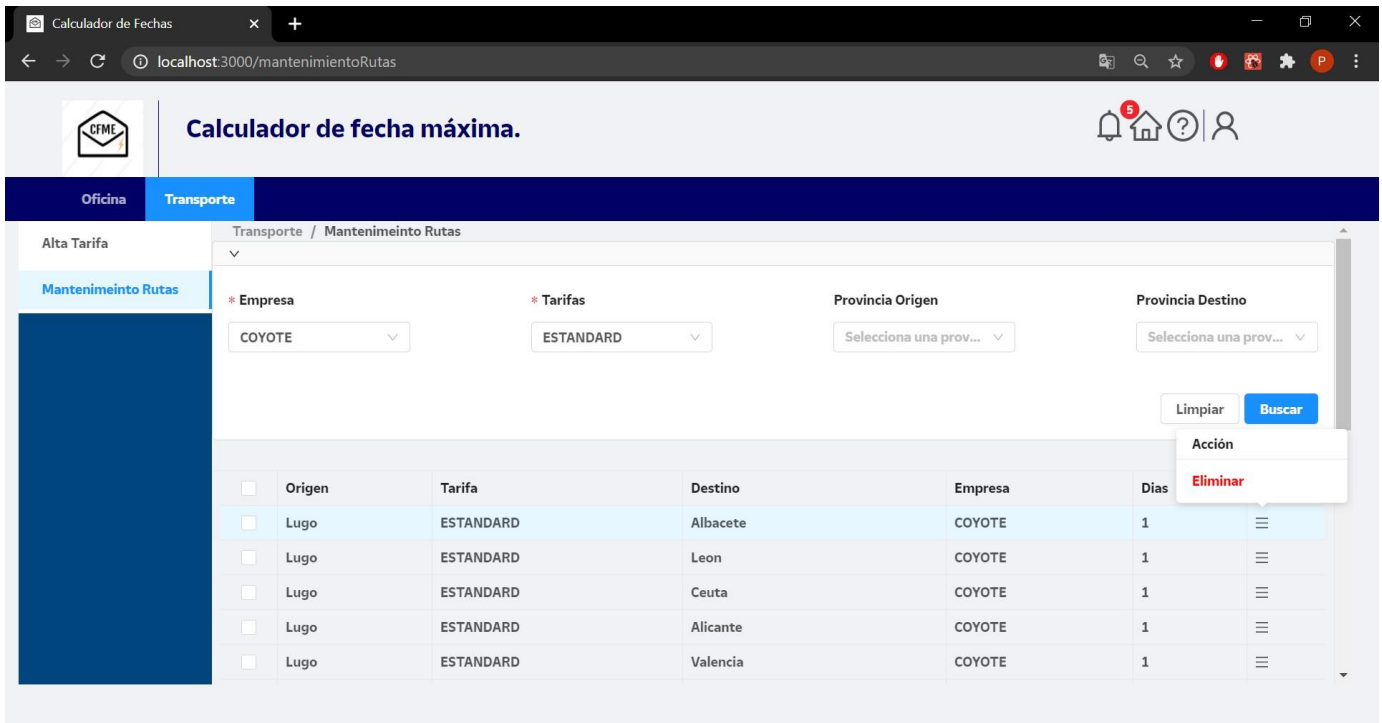 Calculador de Fechas
localhost:3000/mantenimientoRutas
P
CFME
Calculador de fecha máxima.
5
Oficina
Transporte
Alta Tarifa
Mantenimeinto Rutas
Transporte / Mantenimeinto Rutas
* Empresa
* Tarifas
Provincia Origen
Provincia Destino
COYOTE
ESTANDARD
Selecciona una prov...
Selecciona una prov...
Limpiar
Buscar
Acción
Eliminar
Origen Tarifa Destino Empresa Dias
Lugo ESTANDARD Albacete COYOTE 1
Lugo ESTANDARD Leon COYOTE 1
Lugo ESTANDARD Ceuta COYOTE 1
Lugo ESTANDARD Alicante COYOTE 1
Lugo ESTANDARD Valencia COYOTE 1